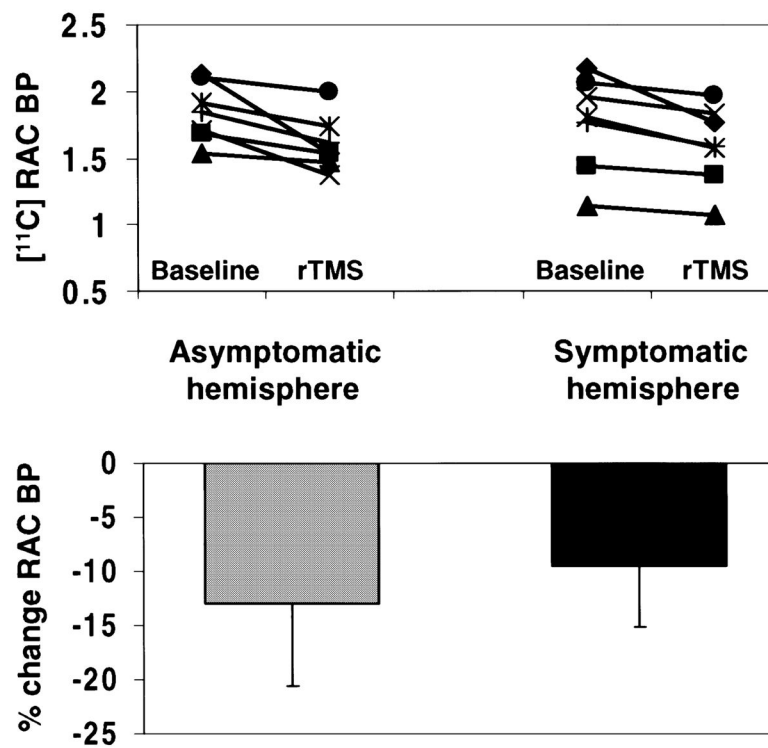 [¹¹C] RAC BP
2.5
2
1.5
1
0.5
Baseline rTMS Baseline rTMS
Asymptomatic hemisphere
Symptomatic hemisphere
% change RAC BP
0
-5
-10
-15
-20
-25